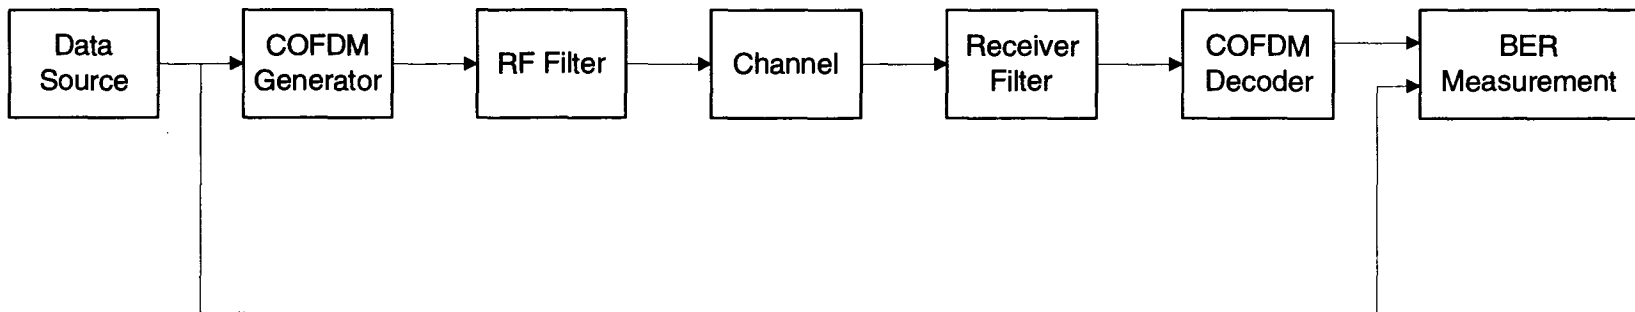 Data
Source
COFDM
Generator
RF Filter
Channel
Receiver
Filter
COFDM
Decoder
BER
Measurement